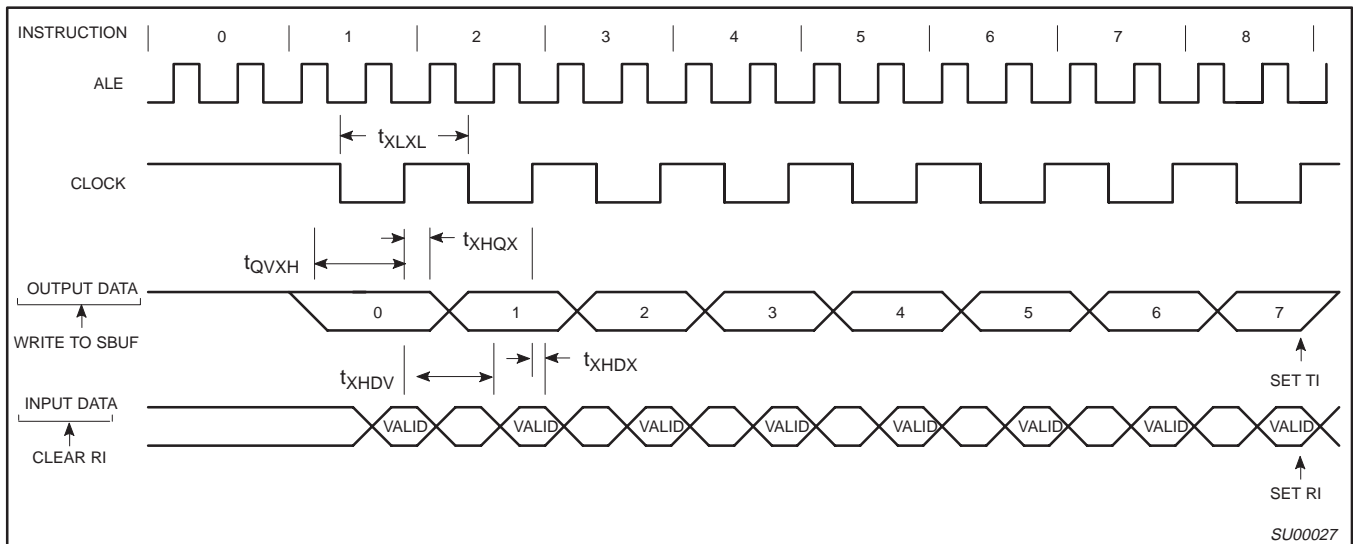 INSTRUCTION 0 1 2 3 4 5 6 7 8
ALE
tXLXL
CLOCK
tXHQX
tQVXH
OUTPUT DATA
0 1 2 3 4 5 6 7
WRITE TO SBUF
tXHDX
tXHDV
SET TI
INPUT DATA
VALID VALID VALID VALID VALID VALID VALID VALID
CLEAR RI
SET RI
SU00027